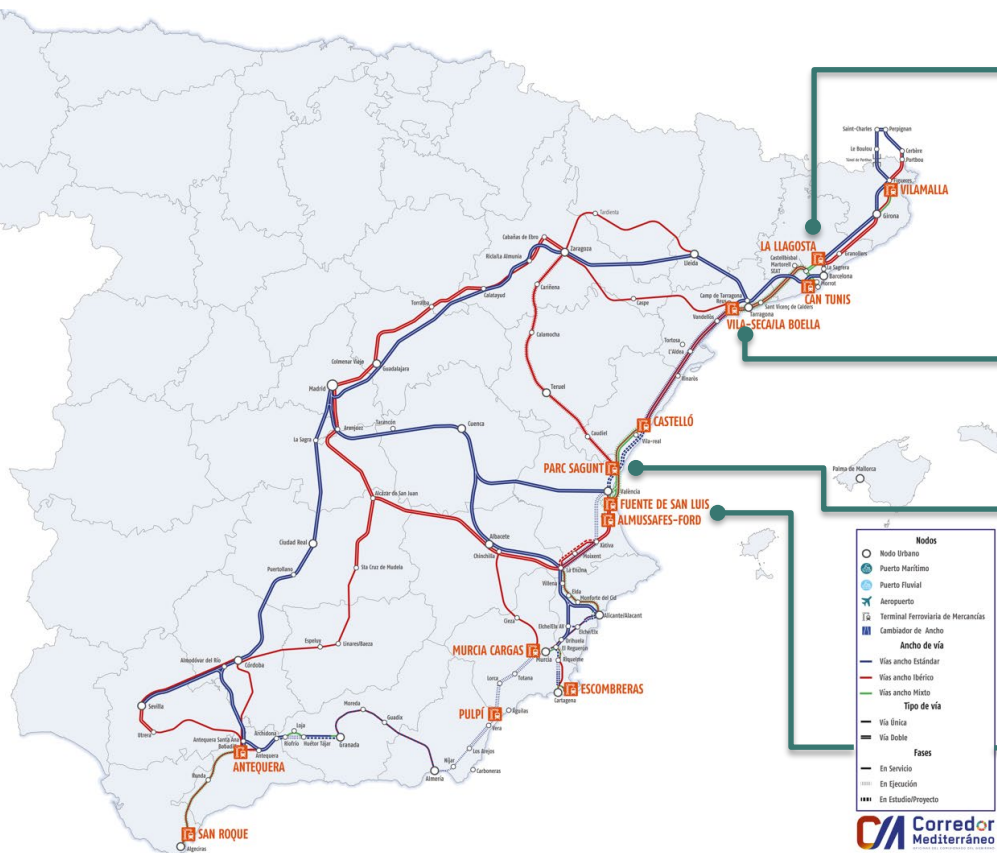 Saint-Charles
Perpignan
Le Boulou
Cerbère
Portbou
Figueres
VILAMALLA
Girona
Tardienta
Cabañas de Ebro
Zaragoza
Ricla/La Almunia
Lleida
LA LLAGOSTA
Granollers
Castellbisbal
Martorell
SEAT
La Sagrera
Barcelona
Morrot
CAN TUNIS
Cariñena
Calatayud
Torralba
Caspe
Camp de Tarragona
Reus
Sant Vicenç de Calders
Tarragona
Vandellòs
VILA-SECA/LA BOELLA
Calamocha
Tortosa
L'Aldea
Colmenar Viejo
Guadalajara
Madrid
Vinaròs
Teruel
Tarancón
Aranjuez
Cuenca
La Sagra
Caudiel
CASTELLÓ
Vila-real
PARC SAGUNT
Palma de Mallorca
València
Alcázar de San Juan
FUENTE DE SAN LUIS
ALMUSSAFES-FORD
Ciudad Real
Albacete
Chinchilla
Xàtiva
Moixent
La Encina
Puertollano
Sta Cruz de Mudela
Villena
Elda
Monforte del Cid
Alicante/Alacant
Cieza
Elche/Elx AV
Elche/Elx
Espeluy
Linares/Baeza
Orihuela
El Reguerón
MURCIA CARGAS
Murcia
Riquelme
Almodóvar del Río
Córdoba
Lorca
Totana
ESCOMBRERAS
Cartagena
Sevilla
PULPÍ
Águilas
Vera
Utrera
Moreda
Guadix
Loja
Archidona
Antequera Santa Ana
Bobadilla
Riofrío
Huétor Tájar
Granada
Antequera
ANTEQUERA
Los Arejos
Níjar
Carboneras
Almería
Ronda
SAN ROQUE
Algeciras
Nodos
Nodo Urbano
Puerto Marítimo
Puerto Fluvial
Aeropuerto
Terminal Ferroviaria de Mercancías
Cambiador de Ancho
Ancho de vía
Vías ancho Estándar
Vías ancho Ibérico
Vías ancho Mixto
Tipo de vía
Vía Única
Vía Doble
Fases
En Servicio
En Ejecución
En Estudio/Proyecto
CM Corredor
Mediterráneo